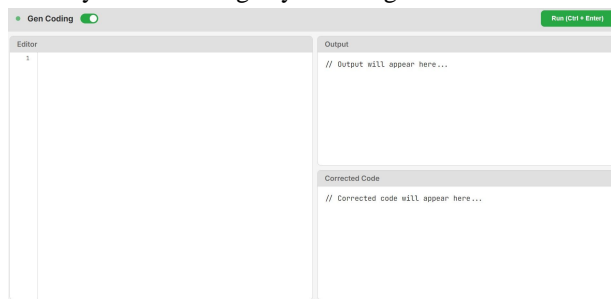 Gen Coding
Run (Ctrl + Enter)
Editor
1
Output
// Output will appear here...
Corrected Code
// Corrected code will appear here...